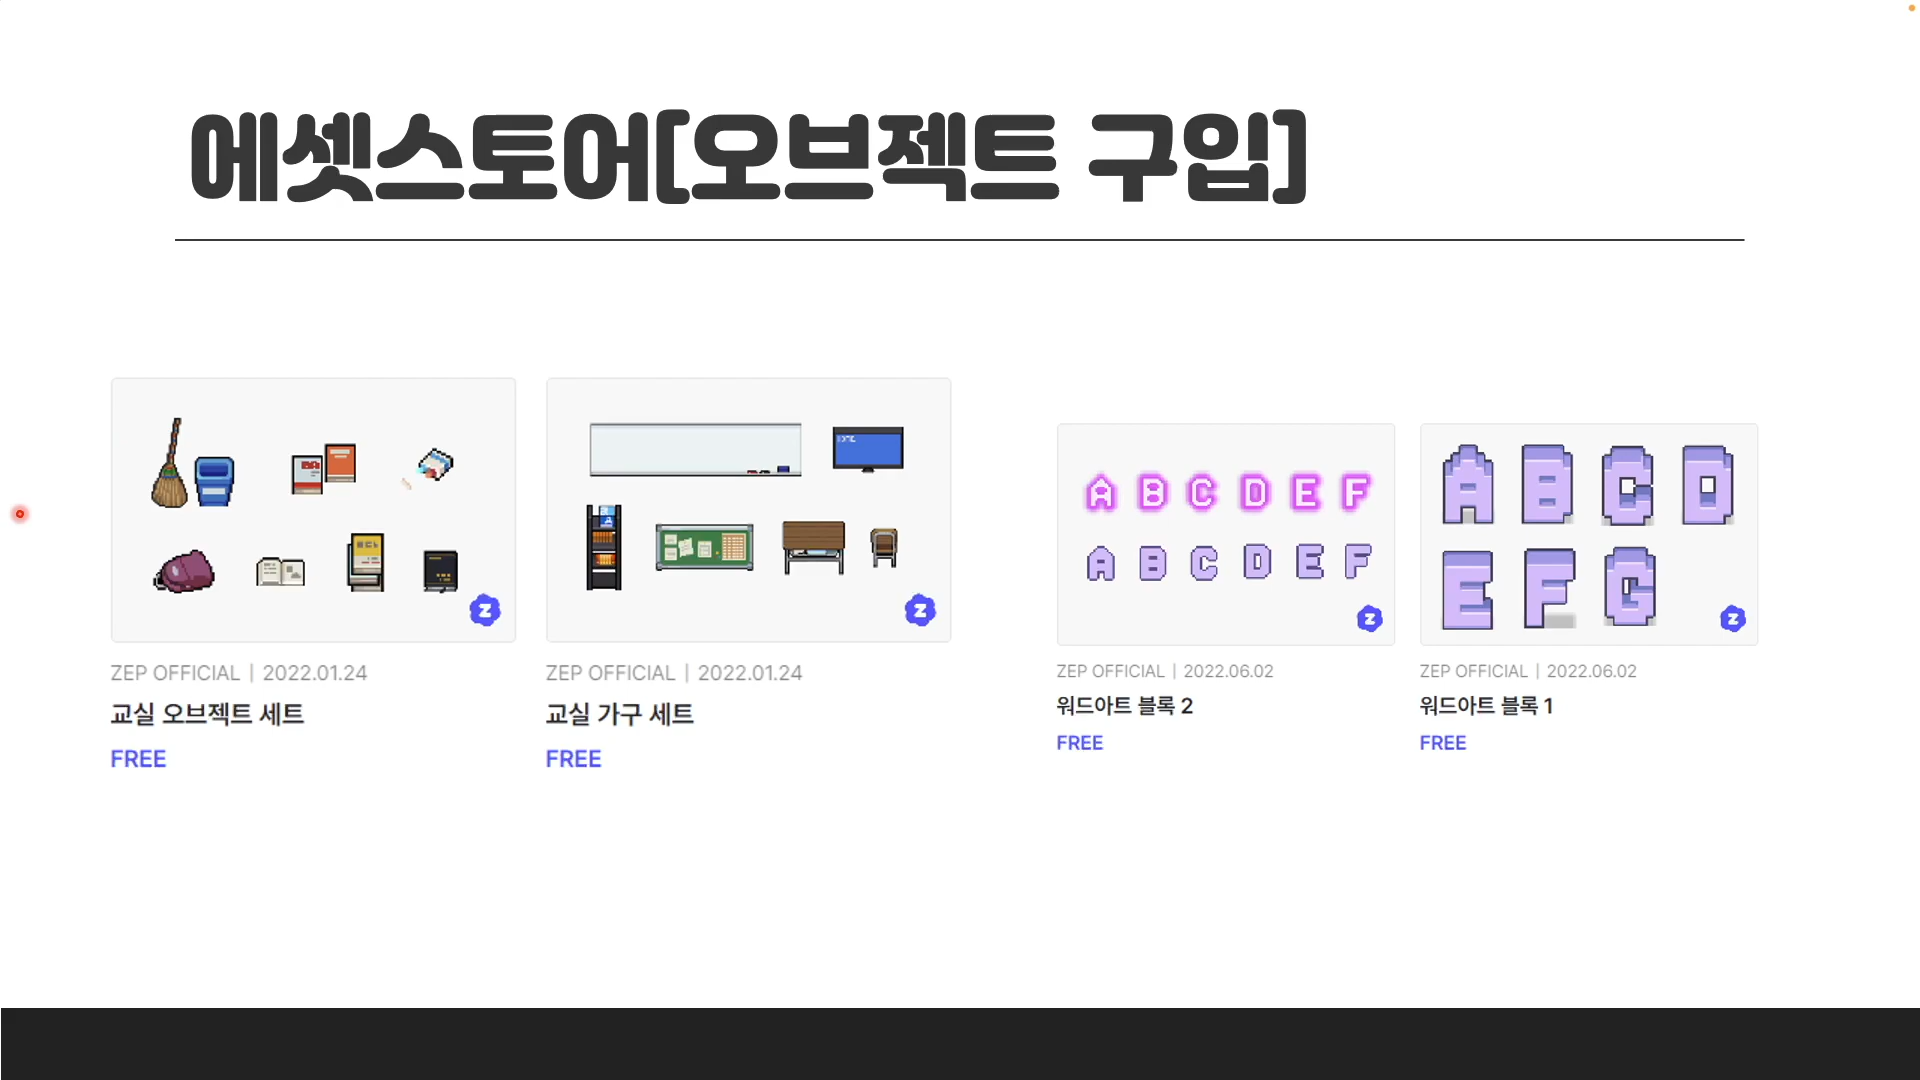 에셋스토어[오브젝트 구입]
ZEP OFFICIAL | 2022.01.24
교실 오브젝트 세트
FREE
ZEP OFFICIAL | 2022.01.24
교실 가구 세트
FREE
A B C D E F
A B C D E F
ZEP OFFICIAL | 2022.06.02
워드아트 블록 2
FREE
A B C D
E F G
ZEP OFFICIAL | 2022.06.02
워드아트 블록 1
FREE